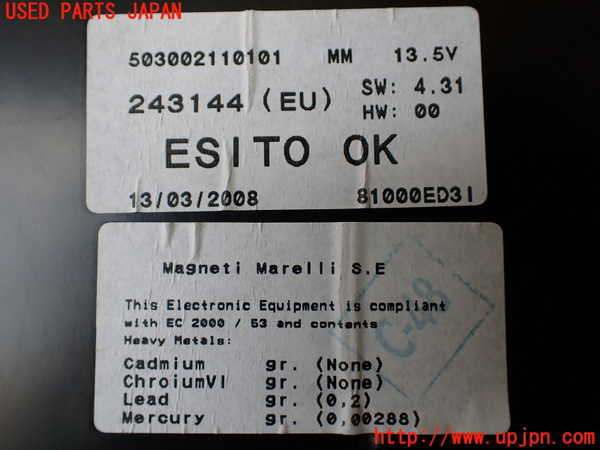 USED PARTS JAPAN
503002110101 MM 13.5V
243144 (EU) SW: 4.31
HW: 00
ESITO OK
13/03/2008 81000ED31
Magneti Marelli S.E
This Electronic Equipment is compliant
with EC 2000 / 53 and contents
Heavy Metals:
Cadmium gr. (None)
ChroiumVI gr. (None)
Lead gr. (0,2)
Mercury gr. (0,00288)
C-48
http://www.upjpn.com/